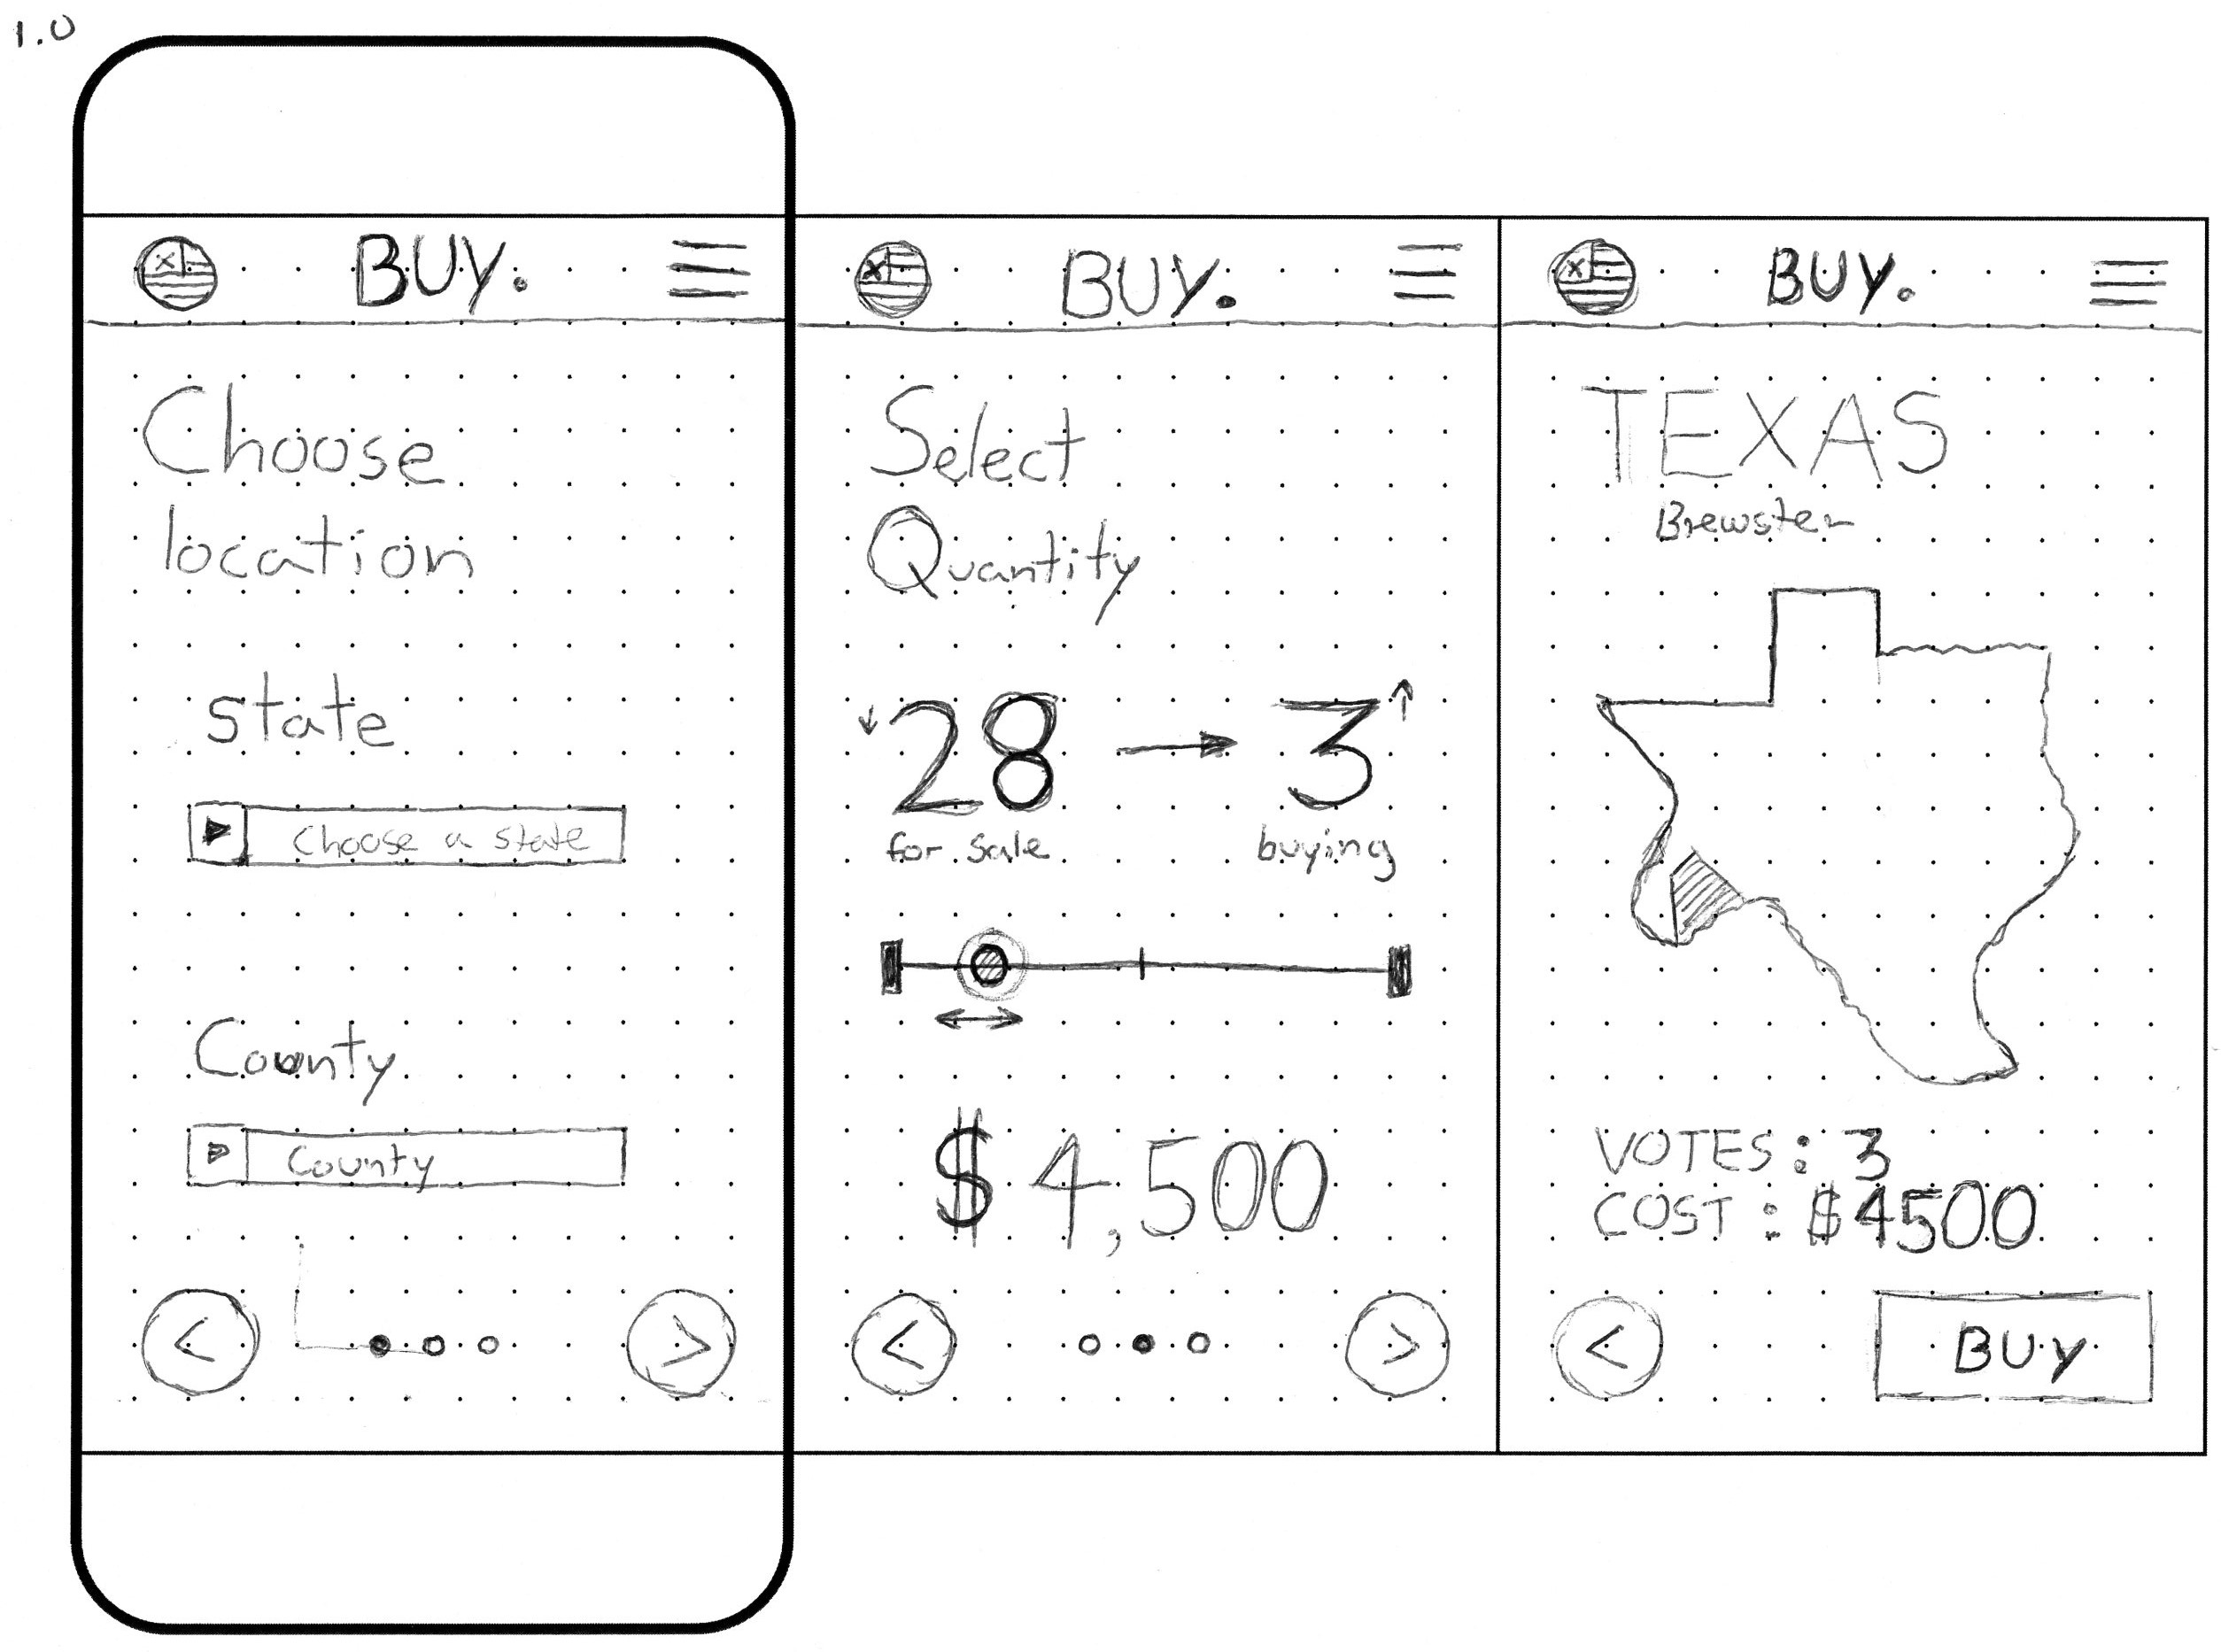 1.0
BUY.
Choose
location
state
Choose a state
County
County
<
>
BUY.
Select
Quantity
28
3
for sale
buying
$4,500
<
>
BUY.
TEXAS
Brewster
VOTES: 3
COST: $4500
<
BUY